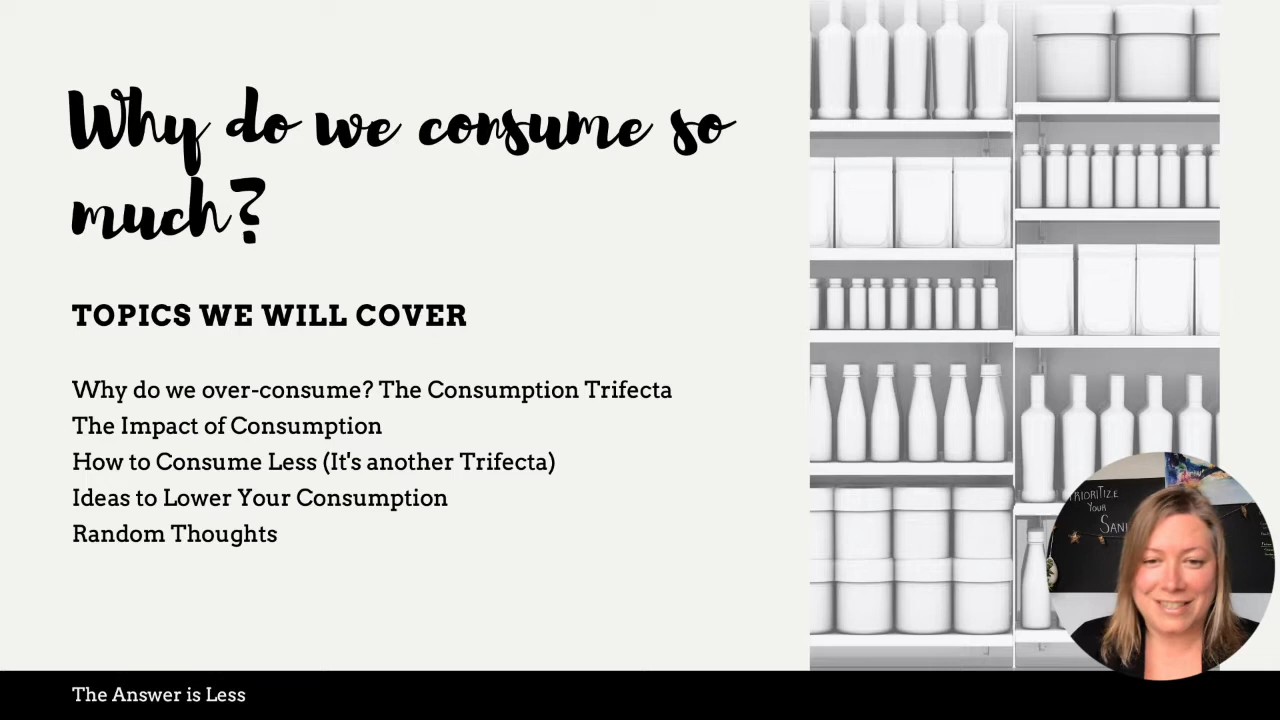 Why do we consume so
much?
TOPICS WE WILL COVER
Why do we over-consume? The Consumption Trifecta
The Impact of Consumption
How to Consume Less (It's another Trifecta)
Ideas to Lower Your Consumption
Random Thoughts
PRIORITIZE
YOUR
The Answer is Less